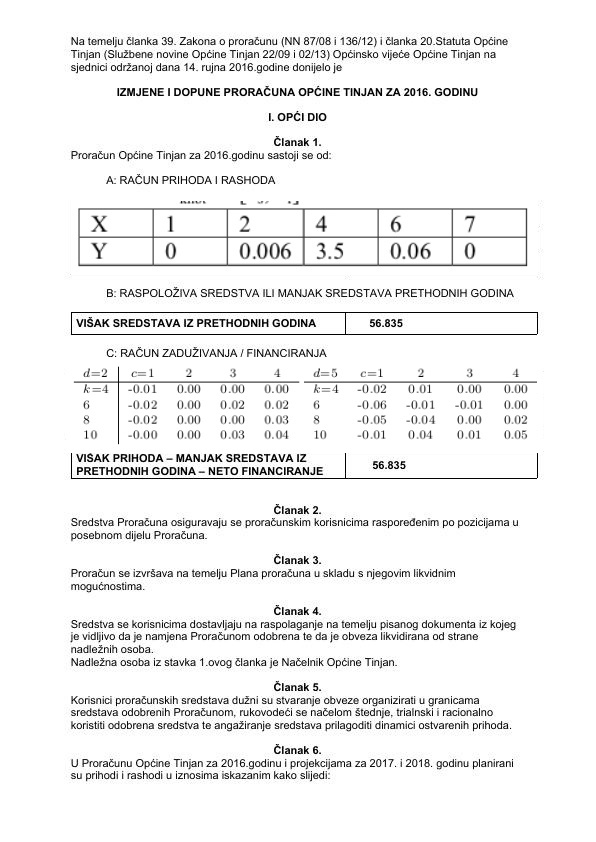 Na temelju članka 39. Zakona o proračunu (NN 87/08 i 136/12) i članka 20.Statuta Općine
Tinjan (Službene novine Općine Tinjan 22/09 i 02/13) Općinsko vijeće Općine Tinjan na
sjednici održanoj dana 14. rujna 2016.godine donijelo je
IZMJENE I DOPUNE PRORAČUNA OPĆINE TINJAN ZA 2016. GODINU
I. OPĆI DIO
Članak 1.
Proračun Općine Tinjan za 2016.godinu sastoji se od:
A: RAČUN PRIHODA I RASHODA
X 1 2 4 6 7
Y 0 0.006 3.5 0.06 0
B: RASPOLOŽIVA SREDSTVA ILI MANJAK SREDSTAVA PRETHODNIH GODINA
VIŠAK SREDSTAVA IZ PRETHODNIH GODINA 56.835
C: RAČUN ZADUŽIVANJA / FINANCIRANJA
d=2 c=1 2 3 4 d=5 c=1 2 3 4
k=4 -0.01 0.00 0.00 0.00 k=4 -0.02 0.01 0.00 0.00
6 -0.02 0.00 0.02 0.02 6 -0.06 -0.01 -0.01 0.00
8 -0.02 0.00 0.00 0.03 8 -0.05 -0.04 0.00 0.02
10 -0.00 0.00 0.03 0.04 10 -0.01 0.04 0.01 0.05
VIŠAK PRIHODA – MANJAK SREDSTAVA IZ
PRETHODNIH GODINA – NETO FINANCIRANJE 56.835
Članak 2.
Sredstva Proračuna osiguravaju se proračunskim korisnicima raspoređenim po pozicijama u
posebnom dijelu Proračuna.
Članak 3.
Proračun se izvršava na temelju Plana proračuna u skladu s njegovim likvidnim
mogućnostima.
Članak 4.
Sredstva se korisnicima dostavljaju na raspolaganje na temelju pisanog dokumenta iz kojeg
je vidljivo da je namjena Proračunom odobrena te da je obveza likvidirana od strane
nadležnih osoba.
Nadležna osoba iz stavka 1.ovog članka je Načelnik Općine Tinjan.
Članak 5.
Korisnici proračunskih sredstava dužni su stvaranje obveze organizirati u granicama
sredstava odobrenih Proračunom, rukovodeći se načelom štednje, trialnski i racionalno
koristiti odobrena sredstva te angažiranje sredstava prilagoditi dinamici ostvarenih prihoda.
Članak 6.
U Proračunu Općine Tinjan za 2016.godinu i projekcijama za 2017. i 2018. godinu planirani
su prihodi i rashodi u iznosima iskazanim kako slijedi: